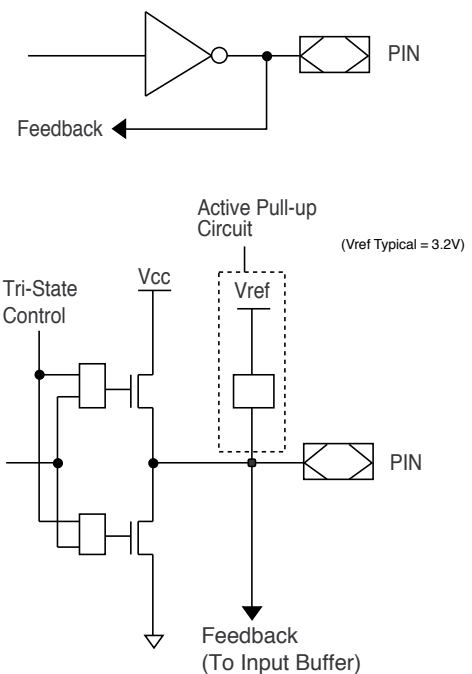 PIN
Feedback
Active Pull-up
Circuit
(Vref Typical = 3.2V)
Tri-State
Control
Vcc
Vref
PIN
Feedback
(To Input Buffer)